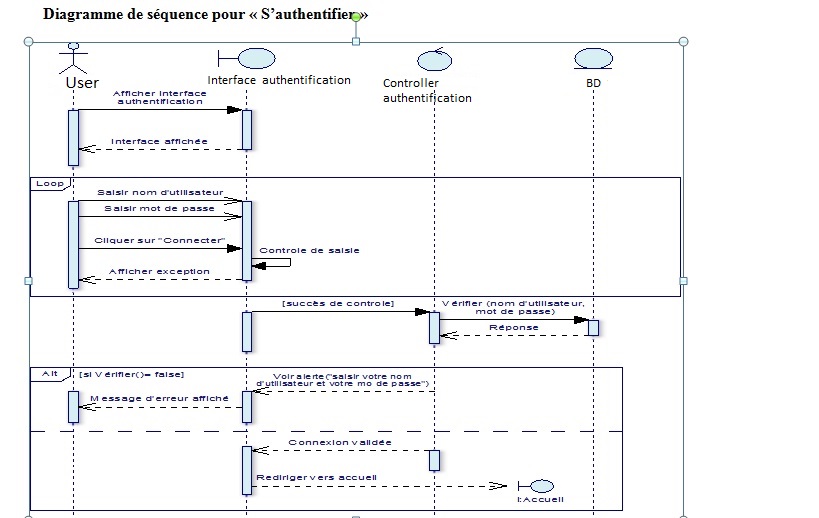 Diagramme de séquence pour « S'authentifier »
User
Interface authentification
Controller
authentification
BD
Afficher interface
authentification
Interface affichée
Loop
Saisir nom d'utilisateur
Saisir mot de passe
Cliquer sur "Connecter"
Controle de saisie
Afficher exception
[succès de controle]
Vérifier (nom d'utilisateur,
mot de passe)
Réponse
Alt
[si Vérifier()= false]
Voir alerte("saisir votre nom
d'utilisateur et votre mo de passe")
Message d'erreur affiché
Connexion validée
Rediriger vers accueil
I:Accueil